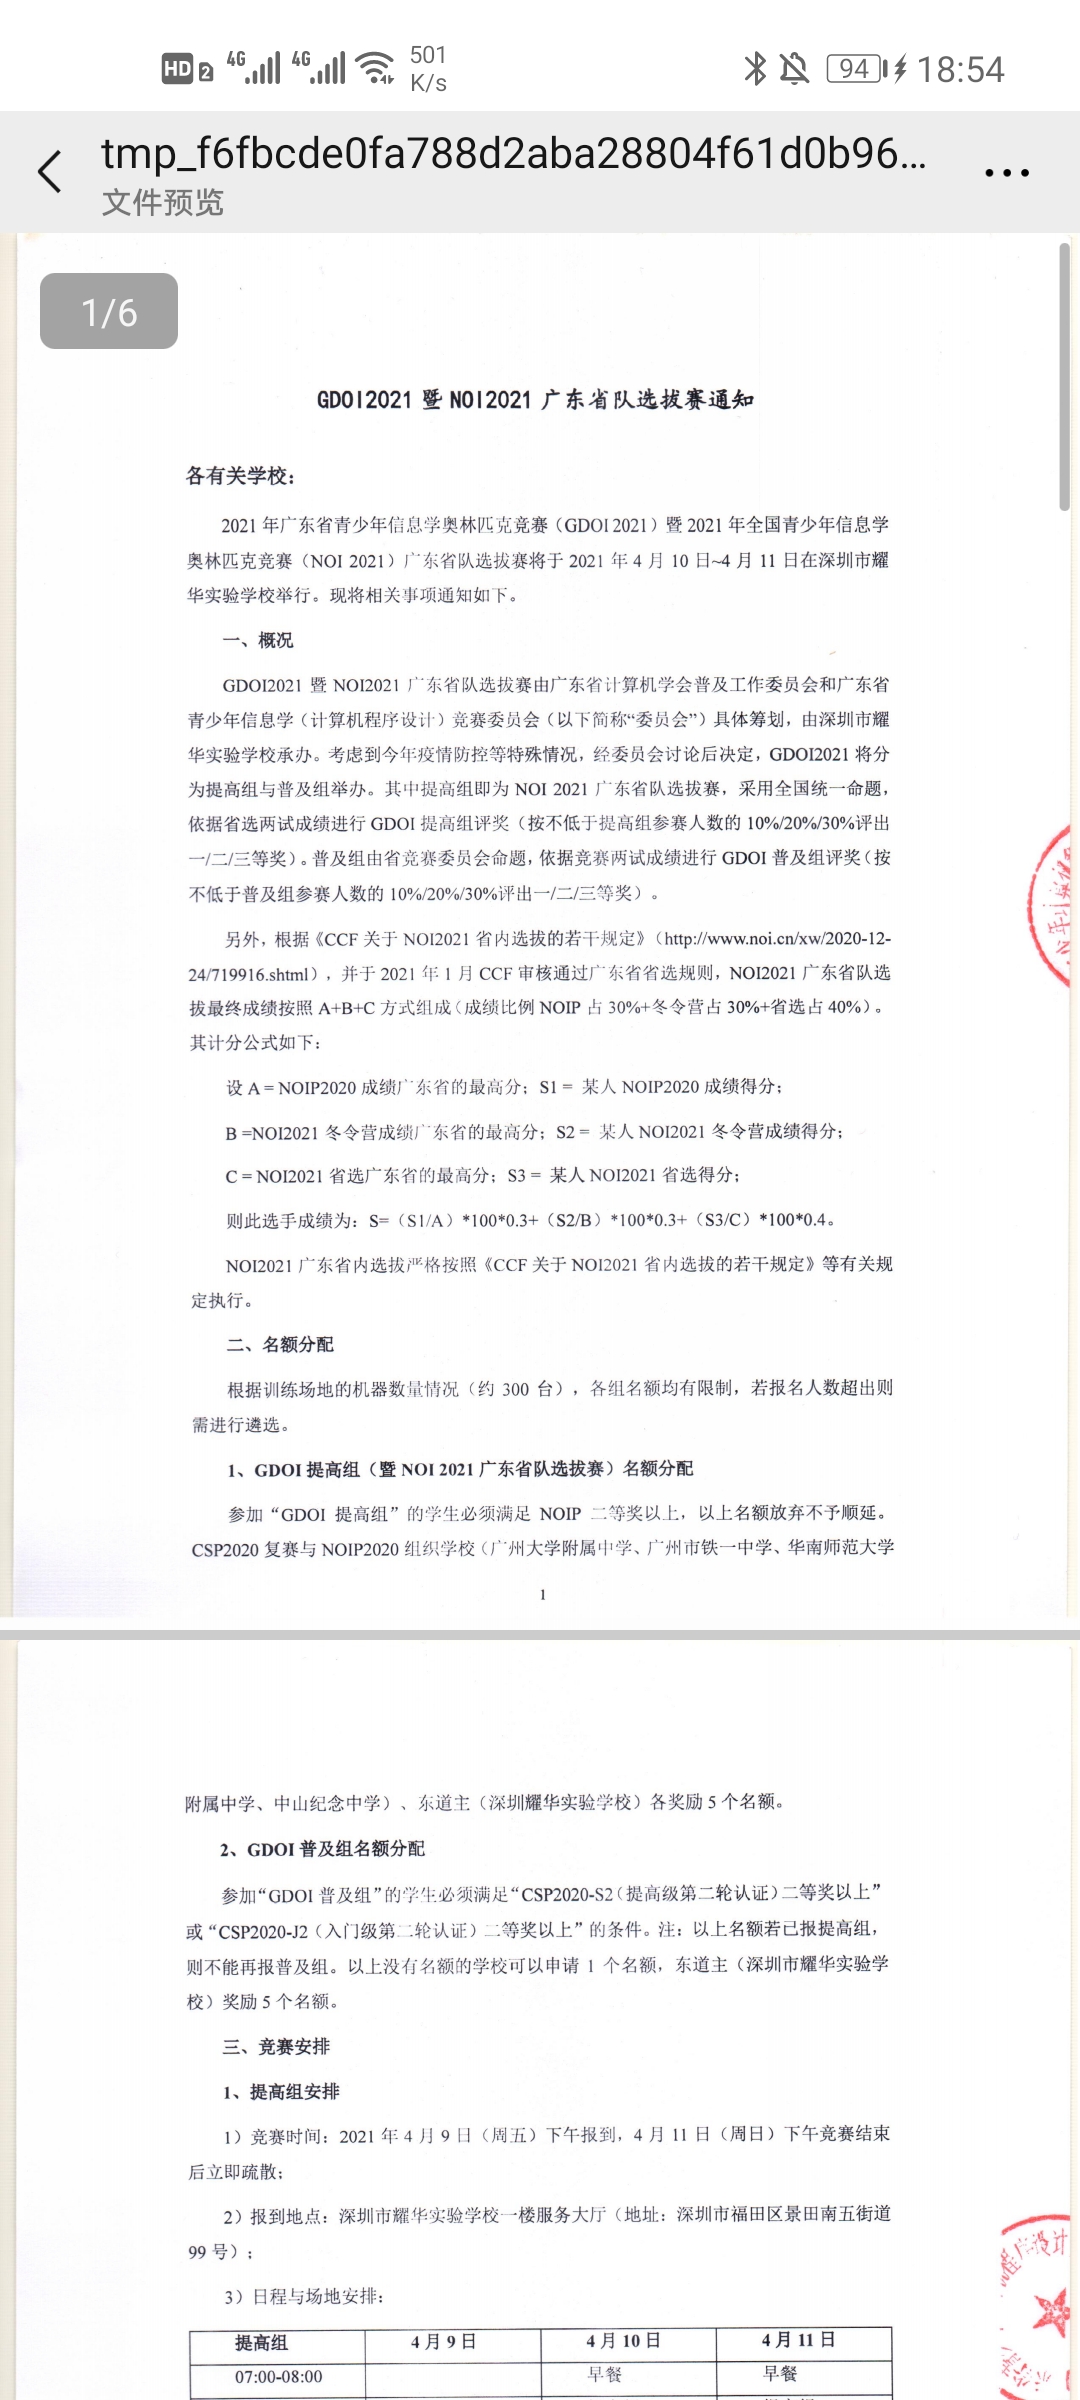 HD 2 4G 4G 501 K/s 94 18:54
tmp_f6fbcde0fa788d2aba28804f61d0b96...
文件预览
1/6
GDOI2021 暨 NOI2021 广东省队选拔赛通知
各有关学校：
2021 年广东省青少年信息学奥林匹克竞赛（GDOI 2021）暨 2021 年全国青少年信息学
奥林匹克竞赛（NOI 2021）广东省队选拔赛将于 2021 年 4 月 10 日~4 月 11 日在深圳市耀
华实验学校举行。现将相关事项通知如下。
一、概况
GDOI2021 暨 NOI2021 广东省队选拔赛由广东省计算机学会普及工作委员会和广东省
青少年信息学（计算机程序设计）竞赛委员会（以下简称“委员会”）具体筹划，由深圳市耀
华实验学校承办。考虑到今年疫情防控等特殊情况，经委员会讨论后决定，GDOI2021 将分
为提高组与普及组举办。其中提高组即为 NOI 2021 广东省队选拔赛，采用全国统一命题，
依据省选两试成绩进行 GDOI 提高组评奖（按不低于提高组参赛人数的 10%/20%/30%评出
一/二/三等奖）。普及组由省竞赛委员会命题，依据竞赛两试成绩进行 GDOI 普及组评奖（按
不低于普及组参赛人数的 10%/20%/30%评出一/二/三等奖）。
另外，根据《CCF 关于 NOI2021 省内选拔的若干规定》（http://www.noi.cn/xw/2020-12-
24/719916.shtml），并于 2021 年 1 月 CCF 审核通过广东省省选规则，NOI2021 广东省队选
拔最终成绩按照 A+B+C 方式组成（成绩比例 NOIP 占 30%+冬令营占 30%+省选占 40%）。
其计分公式如下：
设 A = NOIP2020 成绩广东省的最高分；S1 = 某人 NOIP2020 成绩得分；
B =NOI2021 冬令营成绩广东省的最高分；S2 = 某人 NOI2021 冬令营成绩得分；
C = NOI2021 省选广东省的最高分；S3 = 某人 NOI2021 省选得分；
则此选手成绩为：S=（S1/A）*100*0.3+（S2/B）*100*0.3+（S3/C）*100*0.4。
NOI2021 广东省内选拔严格按照《CCF 关于 NOI2021 省内选拔的若干规定》等有关规
定执行。
二、名额分配
根据训练场地的机器数量情况（约 300 台），各组名额均有限制，若报名人数超出则
需进行遴选。
1、GDOI 提高组（暨 NOI 2021 广东省队选拔赛）名额分配
参加“GDOI 提高组”的学生必须满足 NOIP 二等奖以上，以上名额放弃不予顺延。
CSP2020 复赛与 NOIP2020 组织学校（广州大学附属中学、广州市铁一中学、华南师范大学
1
附属中学、中山纪念中学）、东道主（深圳耀华实验学校）各奖励 5 个名额。
2、GDOI 普及组名额分配
参加“GDOI 普及组”的学生必须满足“CSP2020-S2（提高级第二轮认证）二等奖以上”
或“CSP2020-J2（入门级第二轮认证）二等奖以上”的条件。注：以上名额若已报提高组，
则不能再报普及组。以上没有名额的学校可以申请 1 个名额，东道主（深圳市耀华实验学
校）奖励 5 个名额。
三、竞赛安排
1、提高组安排
1）竞赛时间：2021 年 4 月 9 日（周五）下午报到，4 月 11 日（周日）下午竞赛结束
后立即疏散；
2）报到地点：深圳市耀华实验学校一楼服务大厅（地址：深圳市福田区景田南五街道
99 号）；
3）日程与场地安排：
提高组 4 月 9 日 4 月 10 日 4 月 11 日
07:00-08:00 早餐 早餐